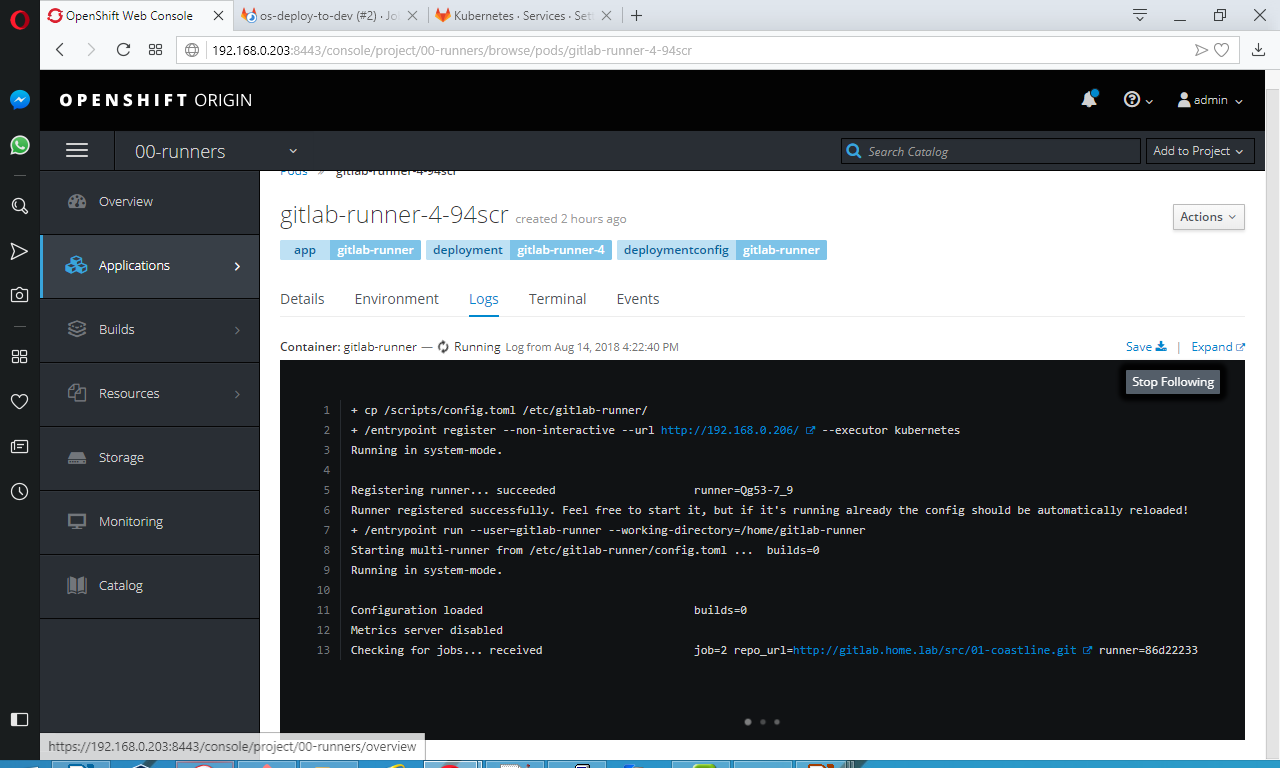 OpenShift Web Console
os-deploy-to-dev (#2) · Jo
Kubernetes · Services · Set
192.168.0.203:8443/console/project/00-runners/browse/pods/gitlab-runner-4-94scr
OPENSHIFT ORIGIN
admin
00-runners
Search Catalog
Add to Project
Pods » gitlab-runner-4-94scr
Overview
Applications
Builds
Resources
Storage
Monitoring
Catalog
gitlab-runner-4-94scr created 2 hours ago
Actions
app gitlab-runner deployment gitlab-runner-4 deploymentconfig gitlab-runner
Details Environment Logs Terminal Events
Container: gitlab-runner — Running Log from Aug 14, 2018 4:22:40 PM
Save | Expand
Stop Following
1 + cp /scripts/config.toml /etc/gitlab-runner/
2 + /entrypoint register --non-interactive --url http://192.168.0.206/ --executor kubernetes
3 Running in system-mode.
4
5 Registering runner... succeeded runner=Qg53-7_9
6 Runner registered successfully. Feel free to start it, but if it's running already the config should be automatically reloaded!
7 + /entrypoint run --user=gitlab-runner --working-directory=/home/gitlab-runner
8 Starting multi-runner from /etc/gitlab-runner/config.toml ... builds=0
9 Running in system-mode.
10
11 Configuration loaded builds=0
12 Metrics server disabled
13 Checking for jobs... received job=2 repo_url=http://gitlab.home.lab/src/01-coastline.git runner=86d22233
https://192.168.0.203:8443/console/project/00-runners/overview